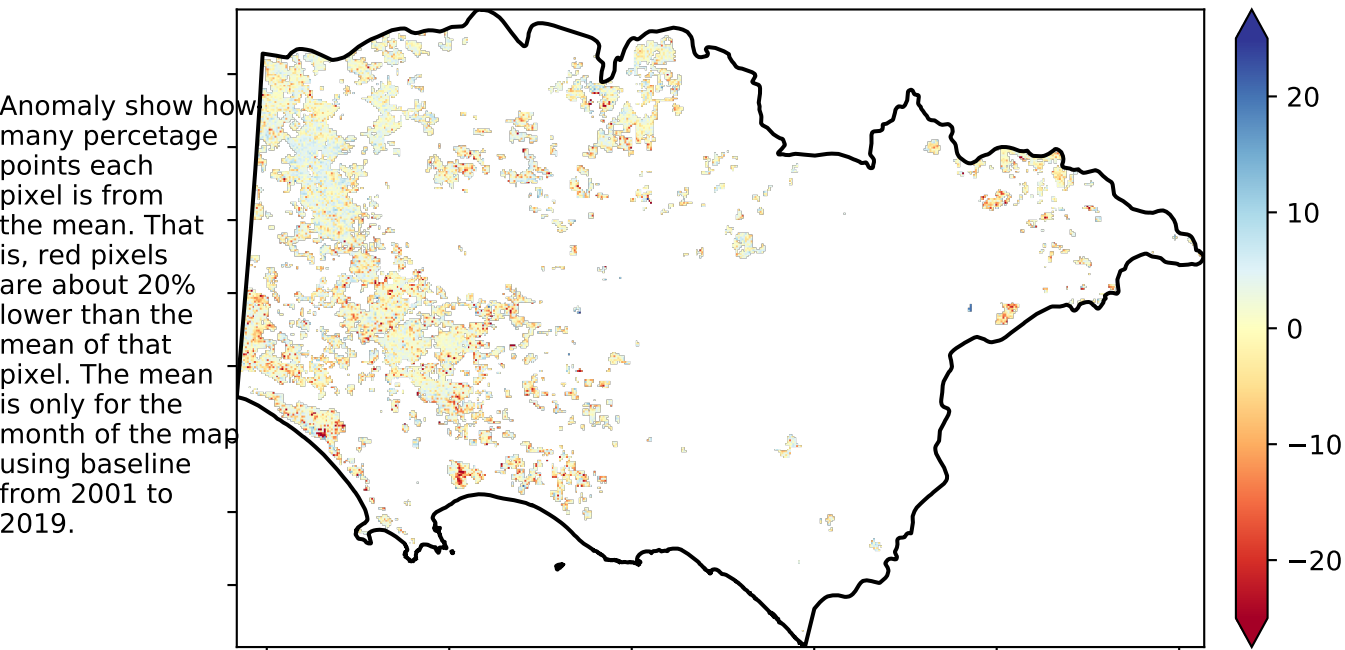 Anomaly show how
many percetage
points each
pixel is from
the mean. That
is, red pixels
are about 20%
lower than the
mean of that
pixel. The mean
is only for the
month of the map
using baseline
from 2001 to
2019.
20
10
0
−10
−20